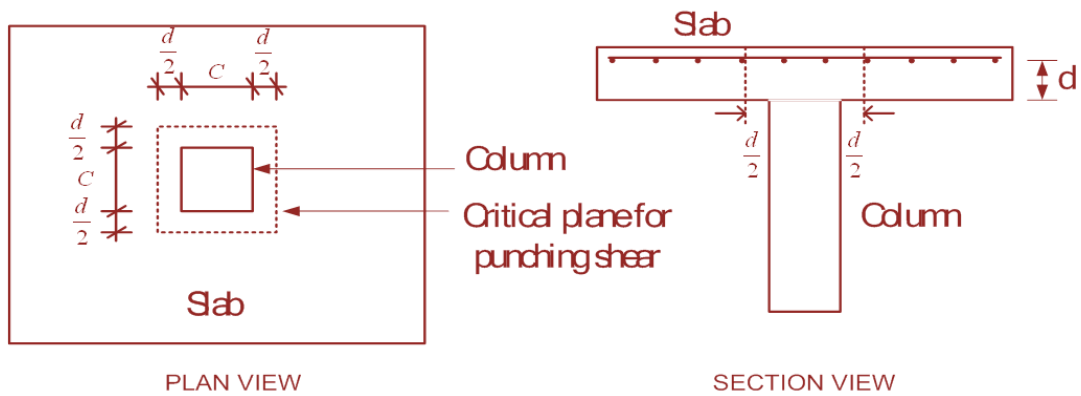 d/2
C
d/2
d/2
C
d/2
Column
Critical plane for
punching shear
Slab
PLAN VIEW
Slab
d
d/2
d/2
Column
SECTION VIEW